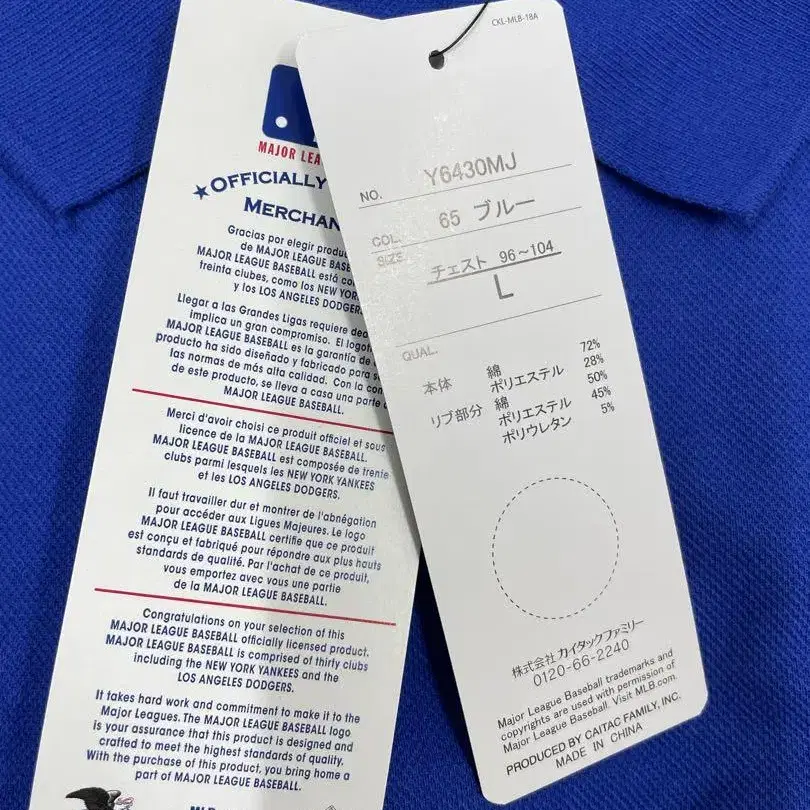 MAJOR LEA
★OFFICIALLY
MERCHAN
Gracias por elegir produ
de MAJOR LEAGUE BASE
MAJOR LEAGUE BASEBALL está co
treinta clubes, como los NEW YOR
y los LOS ANGELES DODGER
Llegar a las Grandes Ligas requiere de
implica un gran compromiso. El logot
MAJOR LEAGUE BASEBALL es la garantía de
producto ha sido diseñado y fabricado para s
las normas de más alta calidad. Con la con
de este producto, se lleva a casa una parte
MAJOR LEAGUE BASEBALL.
Merci d'avoir choisi ce produit officiel et sous
licence de la MAJOR LEAGUE BASEBALL.
MAJOR LEAGUE BASEBALL est composée de trente
clubs parmi lesquels les NEW YORK YANKEES
et les LOS ANGELES DODGERS.
Il faut travailler dur et montrer de l'abnégation
pour accéder aux Ligues Majeures. Le logo
MAJOR LEAGUE BASEBALL certifie que ce produit
est conçu et fabriqué pour répondre aux plus hauts
standards de qualité. Par l'achat de ce produit,
vous emportez avec vous une partie
de la MAJOR LEAGUE BASEBALL.
Congratulations on your selection of this
MAJOR LEAGUE BASEBALL officially licensed product.
MAJOR LEAGUE BASEBALL is comprised of thirty clubs
including the NEW YORK YANKEES and the
LOS ANGELES DODGERS.
It takes hard work and commitment to make it to the
Major Leagues. The MAJOR LEAGUE BASEBALL logo
is your assurance that this product is designed and
crafted to meet the highest standards of quality.
With the purchase of this product, you bring home a
part of MAJOR LEAGUE BASEBALL.
CKL-MLB-18A
NO. Y6430MJ
COL. 65 ブルー
SIZE チェスト 96~104
L
QUAL.
本体 綿 72%
ポリエステル 28%
リブ部分 綿 50%
ポリエステル 45%
ポリウレタン 5%
株式会社 カイタックファミリー
0120-66-2240
Major League Baseball trademarks and
copyrights are used with permission of
Major League Baseball. Visit MLB.com.
PRODUCED BY CAITAC FAMILY, INC.
MADE IN CHINA